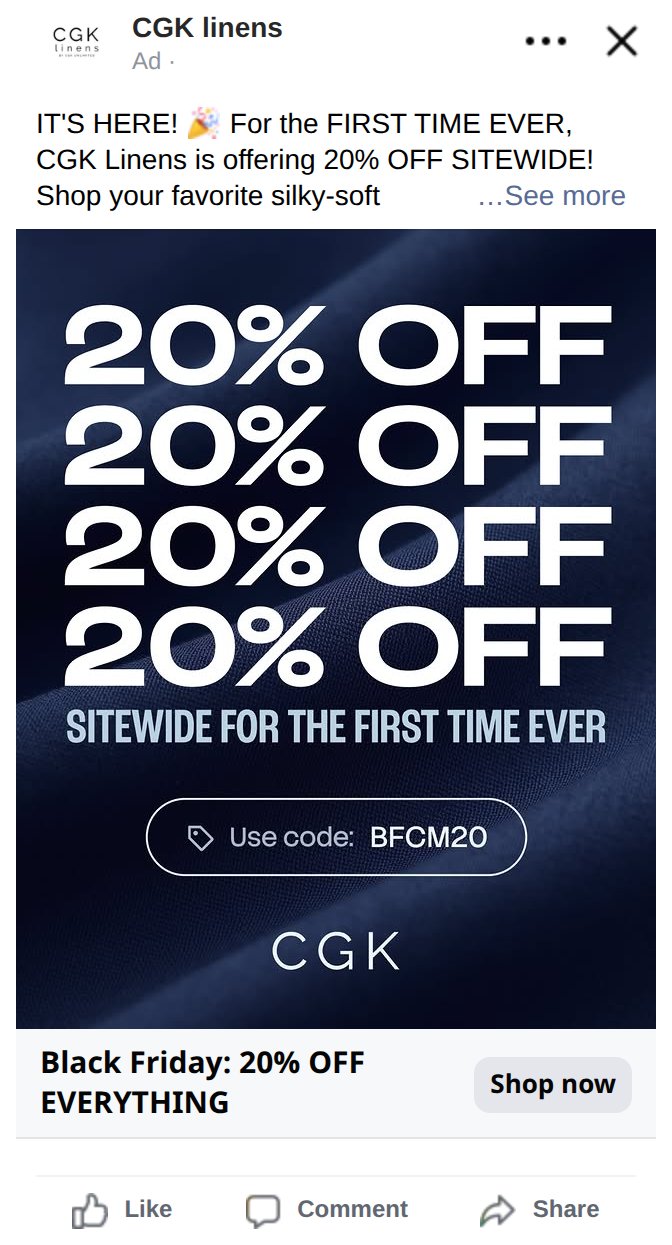 CGK linens
CGK
linens
Ad ·
IT'S HERE! 🎉 For the FIRST TIME EVER,
CGK Linens is offering 20% OFF SITEWIDE!
Shop your favorite silky-soft ...See more
20% OFF
20% OFF
20% OFF
20% OFF
SITEWIDE FOR THE FIRST TIME EVER
Use code: BFCM20
CGK
Black Friday: 20% OFF
EVERYTHING
Shop now
Like Comment Share